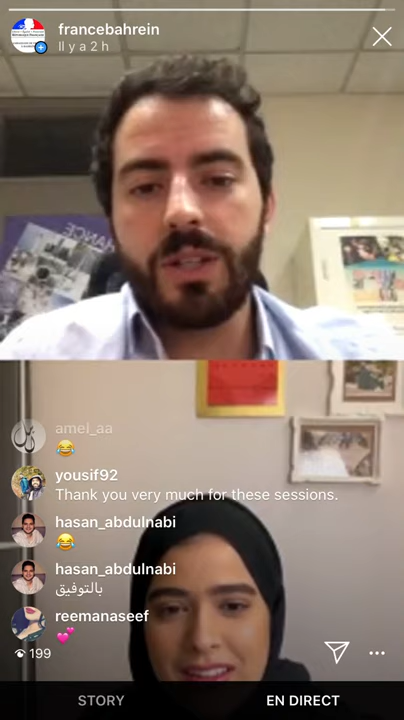 francebahrein
Il y a 2 h
amel_aa
😂
yousif92
Thank you very much for these sessions.
hasan_abdulnabi
😂
hasan_abdulnabi
بالتوفيق
reemanaseef
💕
199
STORY
EN DIRECT